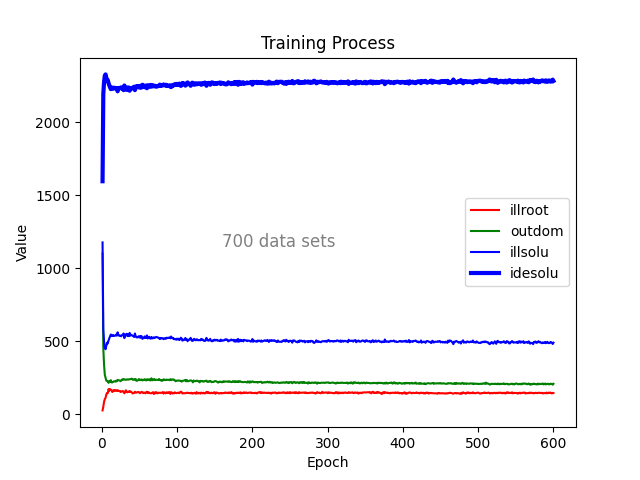 Training Process
2000
1500
1000
500
0
Value
700 data sets
illroot
outdom
illsolu
idesolu
0 100 200 300 400 500 600
Epoch